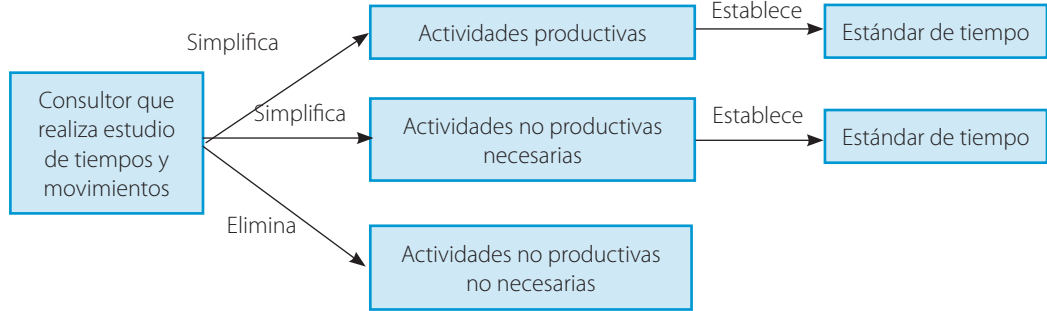 Establece
Simplifica
Actividades productivas
Estándar de tiempo
Consultor que
realiza estudio
de tiempos y
movimientos
Simplifica
Actividades no productivas
necesarias
Establece
Estándar de tiempo
Elimina
Actividades no productivas
no necesarias